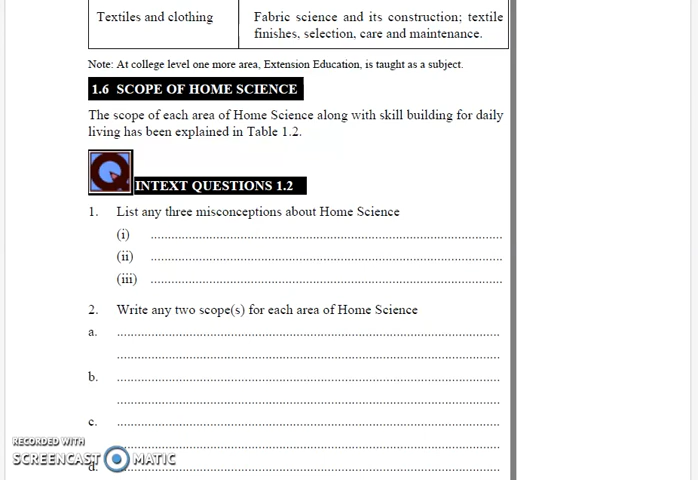 Textiles and clothing
Fabric science and its construction; textile
finishes, selection, care and maintenance.
Note: At college level one more area, Extension Education, is taught as a subject.
1.6 SCOPE OF HOME SCIENCE
The scope of each area of Home Science along with skill building for daily
living has been explained in Table 1.2.
INTEXT QUESTIONS 1.2
1. List any three misconceptions about Home Science
(i) ....................................................................
(ii) ....................................................................
(iii) ....................................................................
2. Write any two scope(s) for each area of Home Science
a. ....................................................................
....................................................................
b. ....................................................................
....................................................................
c. ....................................................................
....................................................................
d. ....................................................................
RECORDED WITH
SCREENCAST MATIC